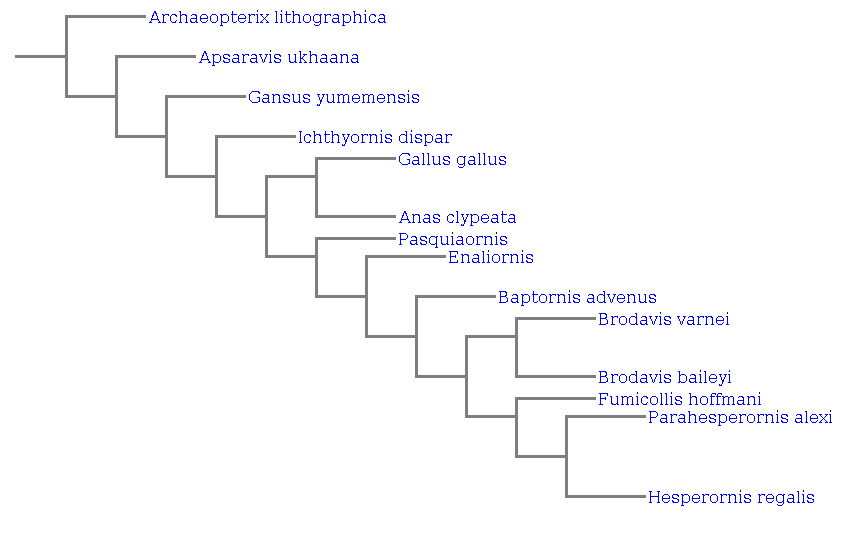 Archaeopterix lithographica
Apsaravis ukhaana
Gansus yumemensis
Ichthyornis dispar
Gallus gallus
Anas clypeata
Pasquiaornis
Enaliornis
Baptornis advenus
Brodavis varnei
Brodavis baileyi
Fumicollis hoffmani
Parahesperornis alexi
Hesperornis regalis